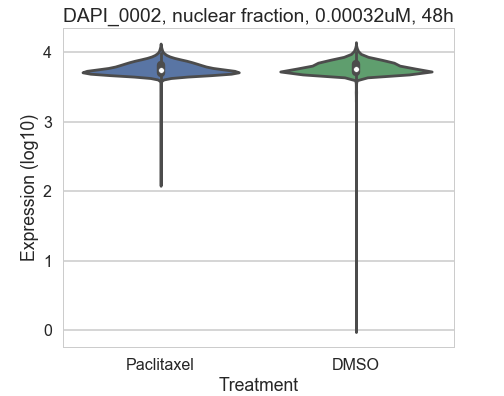 DAPI_0002, nuclear fraction, 0.00032uM, 48h
4
3
2
1
0
Expression (log10)
Paclitaxel
DMSO
Treatment